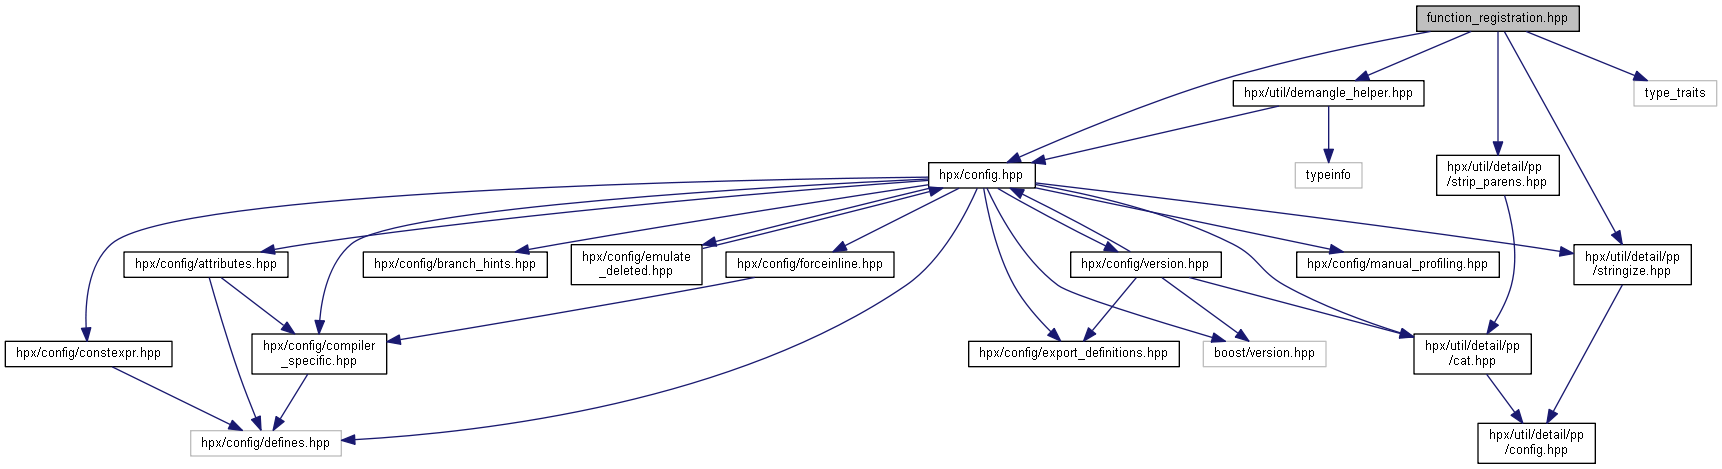 function_registration.hpp
hpx/util/demangle_helper.hpp
type_traits
hpx/config.hpp
typeinfo
hpx/util/detail/pp
/strip_parens.hpp
hpx/config/attributes.hpp
hpx/config/branch_hints.hpp
hpx/config/emulate
_deleted.hpp
hpx/config/forceinline.hpp
hpx/config/version.hpp
hpx/config/manual_profiling.hpp
hpx/util/detail/pp
/stringize.hpp
hpx/config/constexpr.hpp
hpx/config/compiler
_specific.hpp
hpx/config/export_definitions.hpp
boost/version.hpp
hpx/util/detail/pp
/cat.hpp
hpx/config/defines.hpp
hpx/util/detail/pp
/config.hpp